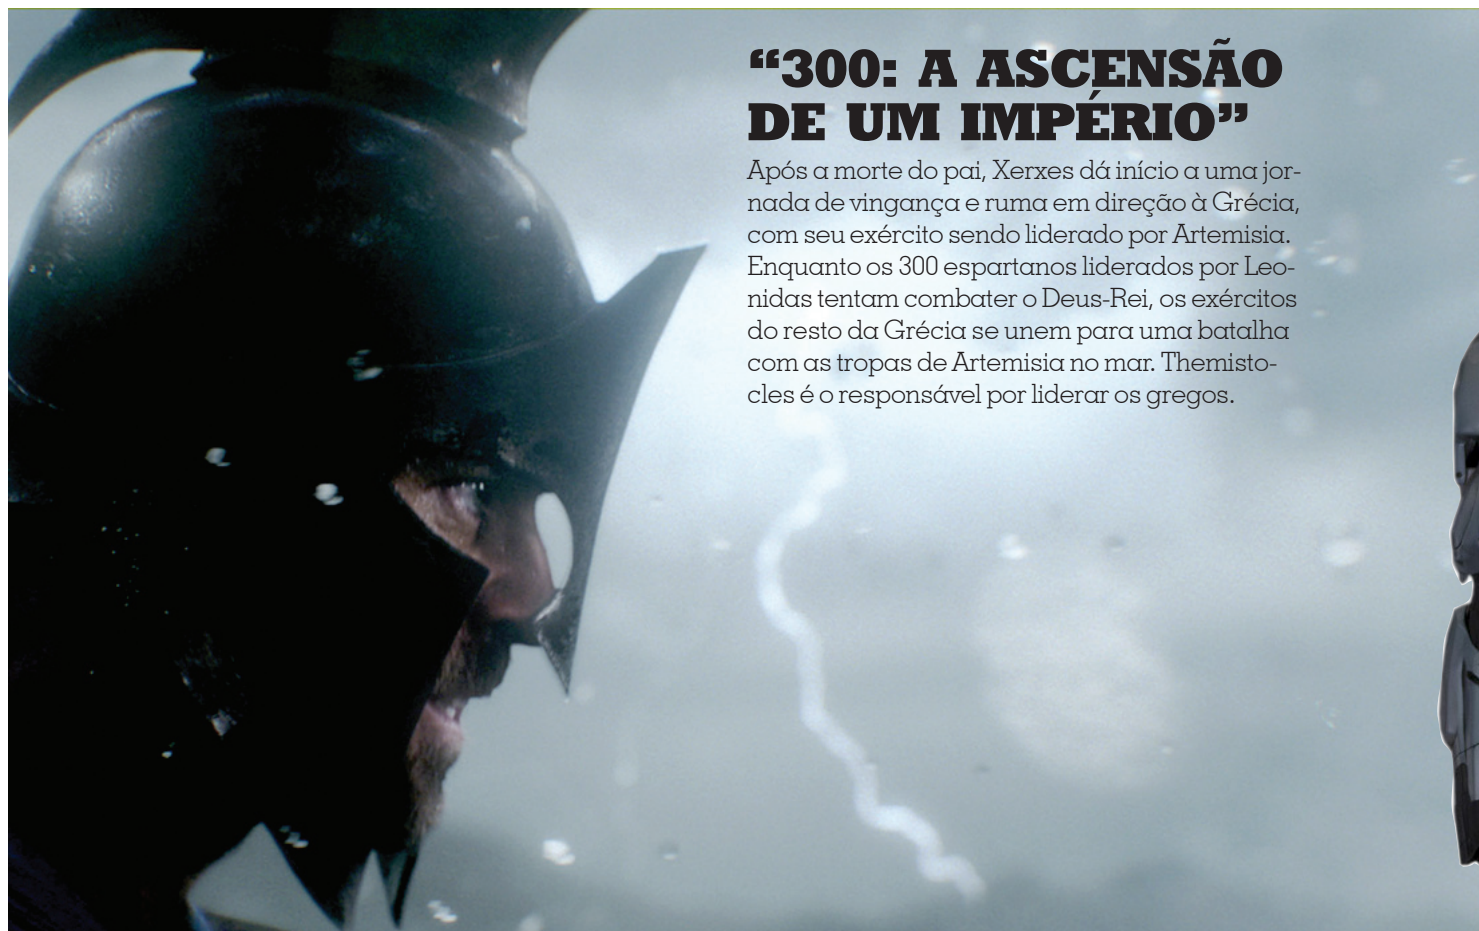 “300: A ASCENSÃO
DE UM IMPÉRIO”
Após a morte do pai, Xerxes dá início a uma jor-
nada de vingança e ruma em direção à Grécia,
com seu exército sendo liderado por Artemisia.
Enquanto os 300 espartanos liderados por Leo-
nidas tentam combater o Deus-Rei, os exércitos
do resto da Grécia se unem para uma batalha
com as tropas de Artemisia no mar. Themisto-
cles é o responsável por liderar os gregos.